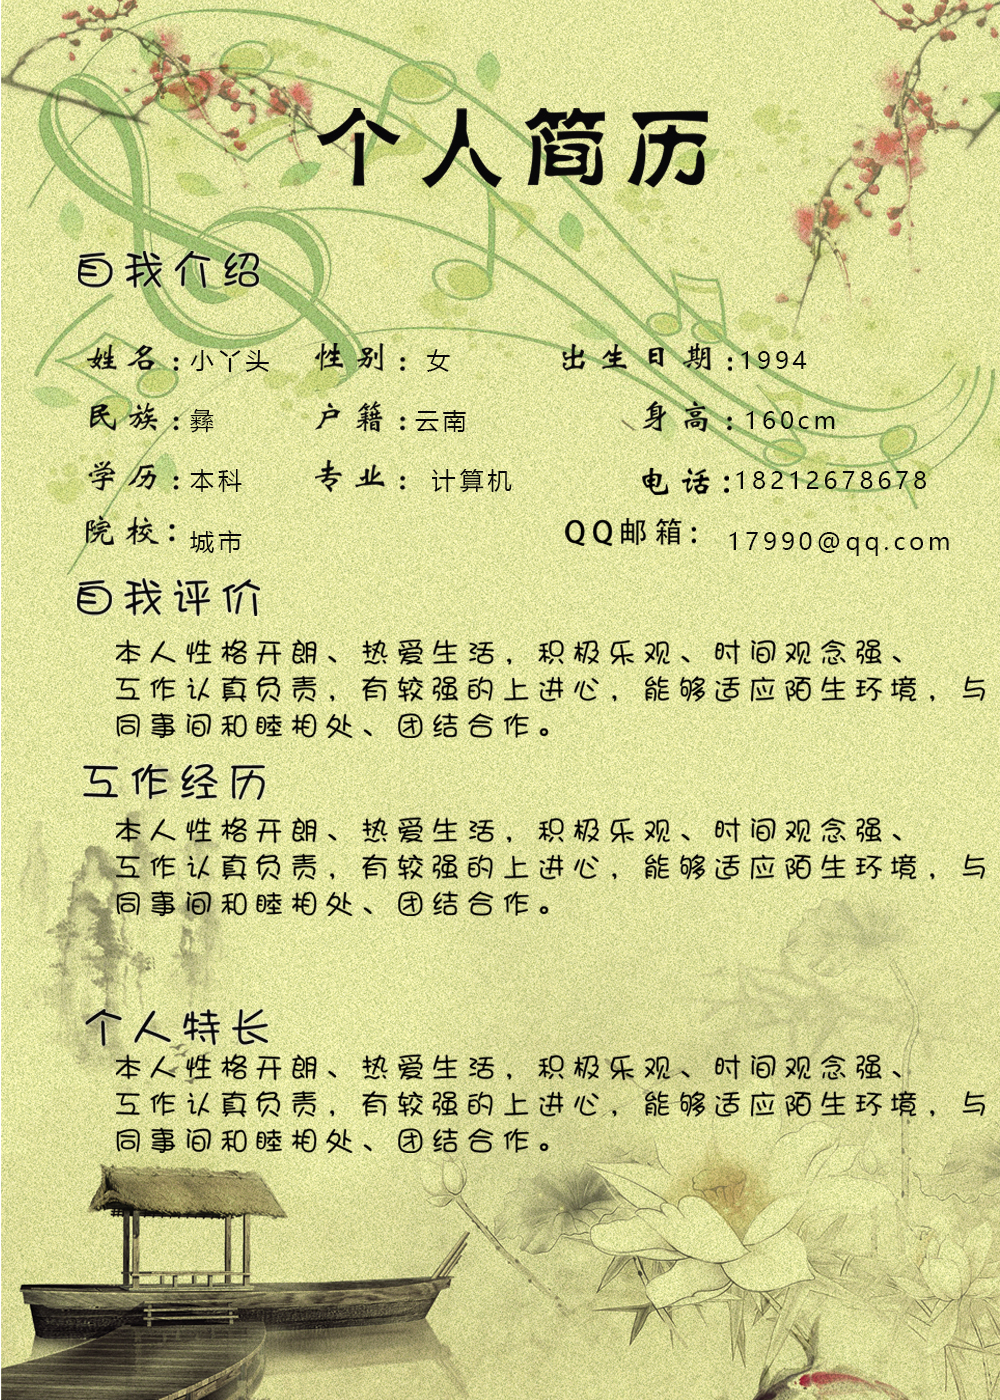 个人简历
自我介绍
姓名:小丫头 性别: 女 出生日期:1994
民族:彝 户籍:云南 身高:160cm
学历:本科 专业: 计算机 电话:18212678678
院校:城市 QQ邮箱: 17990@qq.com
自我评价
本人性格开朗、热爱生活，积极乐观、时间观念强、
工作认真负责，有较强的上进心，能够适应陌生环境，与
同事间和睦相处、团结合作。
工作经历
本人性格开朗、热爱生活，积极乐观、时间观念强、
工作认真负责，有较强的上进心，能够适应陌生环境，与
同事间和睦相处、团结合作。
个人特长
本人性格开朗、热爱生活，积极乐观、时间观念强、
工作认真负责，有较强的上进心，能够适应陌生环境，与
同事间和睦相处、团结合作。